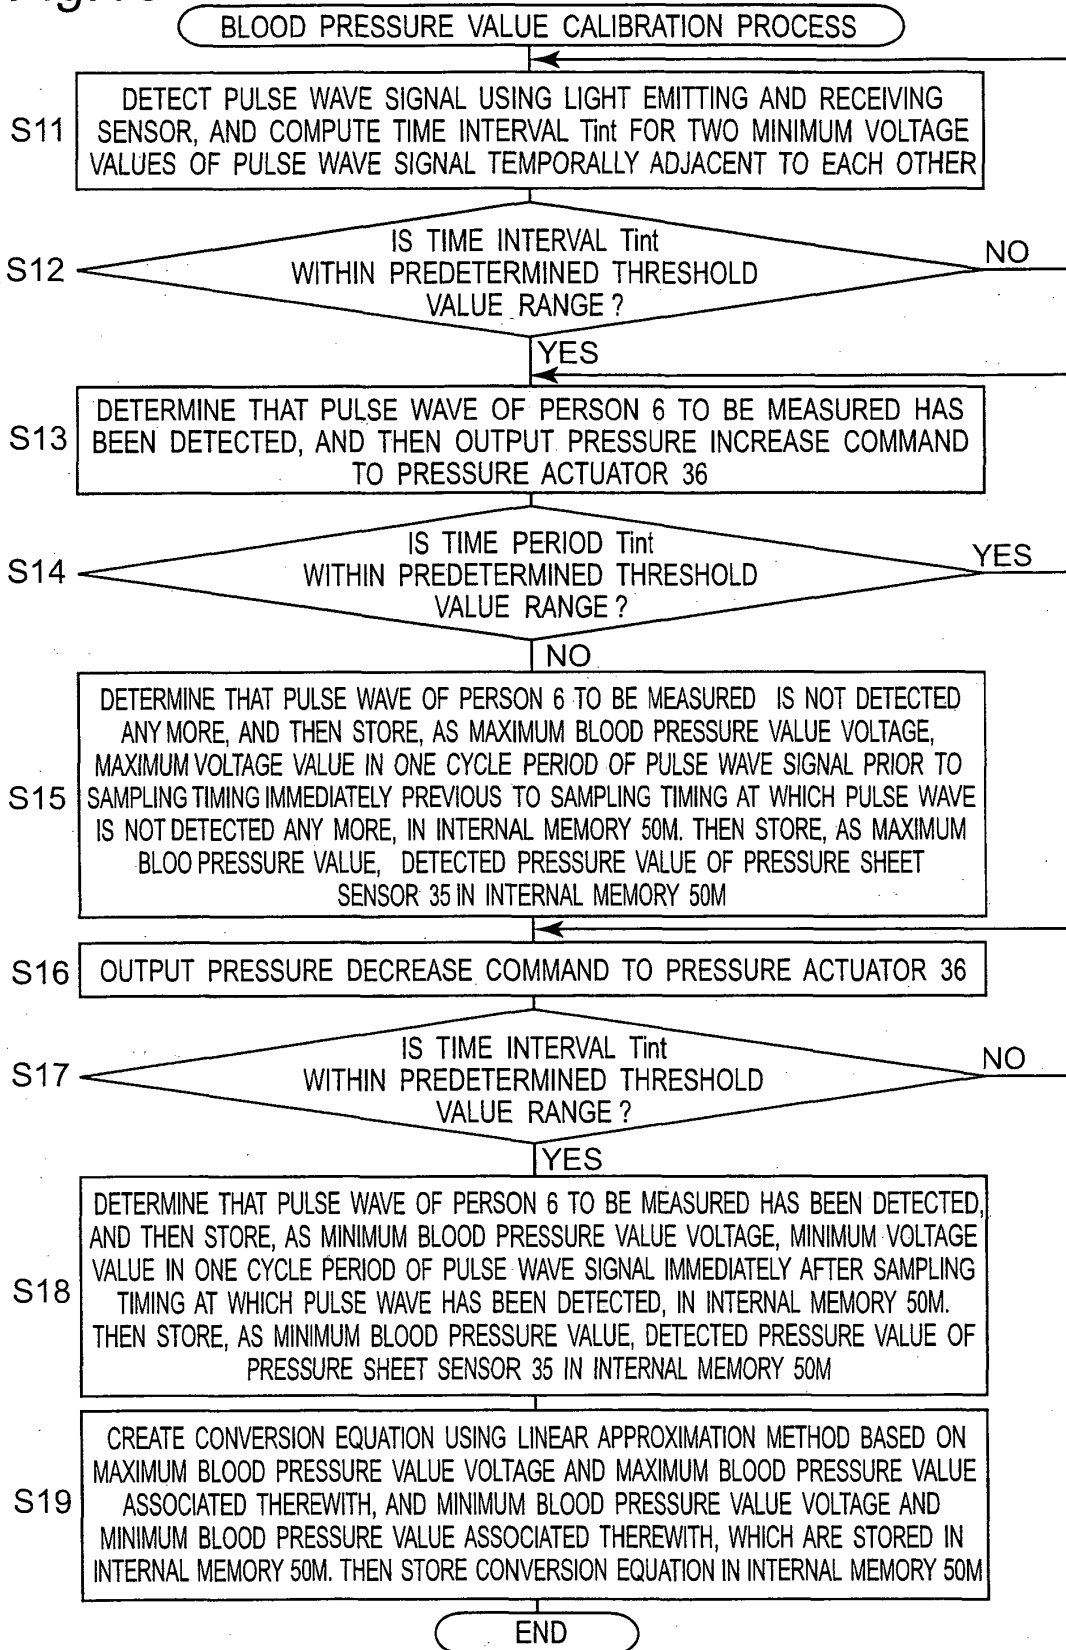 BLOOD PRESSURE VALUE CALIBRATION PROCESS
S11
DETECT PULSE WAVE SIGNAL USING LIGHT EMITTING AND RECEIVING
SENSOR, AND COMPUTE TIME INTERVAL Tint FOR TWO MINIMUM VOLTAGE
VALUES OF PULSE WAVE SIGNAL TEMPORALLY ADJACENT TO EACH OTHER
S12
IS TIME INTERVAL Tint
WITHIN PREDETERMINED THRESHOLD
VALUE RANGE ?
NO
YES
S13
DETERMINE THAT PULSE WAVE OF PERSON 6 TO BE MEASURED HAS
BEEN DETECTED, AND THEN OUTPUT PRESSURE INCREASE COMMAND
TO PRESSURE ACTUATOR 36
S14
IS TIME PERIOD Tint
WITHIN PREDETERMINED THRESHOLD
VALUE RANGE ?
YES
NO
S15
DETERMINE THAT PULSE WAVE OF PERSON 6 TO BE MEASURED IS NOT DETECTED
ANY MORE, AND THEN STORE, AS MAXIMUM BLOOD PRESSURE VALUE VOLTAGE,
MAXIMUM VOLTAGE VALUE IN ONE CYCLE PERIOD OF PULSE WAVE SIGNAL PRIOR TO
SAMPLING TIMING IMMEDIATELY PREVIOUS TO SAMPLING TIMING AT WHICH PULSE WAVE
IS NOT DETECTED ANY MORE, IN INTERNAL MEMORY 50M. THEN STORE, AS MAXIMUM
BLOO PRESSURE VALUE, DETECTED PRESSURE VALUE OF PRESSURE SHEET
SENSOR 35 IN INTERNAL MEMORY 50M
S16
OUTPUT PRESSURE DECREASE COMMAND TO PRESSURE ACTUATOR 36
S17
IS TIME INTERVAL Tint
WITHIN PREDETERMINED THRESHOLD
VALUE RANGE ?
NO
YES
S18
DETERMINE THAT PULSE WAVE OF PERSON 6 TO BE MEASURED HAS BEEN DETECTED,
AND THEN STORE, AS MINIMUM BLOOD PRESSURE VALUE VOLTAGE, MINIMUM VOLTAGE
VALUE IN ONE CYCLE PERIOD OF PULSE WAVE SIGNAL IMMEDIATELY AFTER SAMPLING
TIMING AT WHICH PULSE WAVE HAS BEEN DETECTED, IN INTERNAL MEMORY 50M.
THEN STORE, AS MINIMUM BLOOD PRESSURE VALUE, DETECTED PRESSURE VALUE OF
PRESSURE SHEET SENSOR 35 IN INTERNAL MEMORY 50M
S19
CREATE CONVERSION EQUATION USING LINEAR APPROXIMATION METHOD BASED ON
MAXIMUM BLOOD PRESSURE VALUE VOLTAGE AND MAXIMUM BLOOD PRESSURE VALUE
ASSOCIATED THEREWITH, AND MINIMUM BLOOD PRESSURE VALUE VOLTAGE AND
MINIMUM BLOOD PRESSURE VALUE ASSOCIATED THEREWITH, WHICH ARE STORED IN
INTERNAL MEMORY 50M. THEN STORE CONVERSION EQUATION IN INTERNAL MEMORY 50M
END